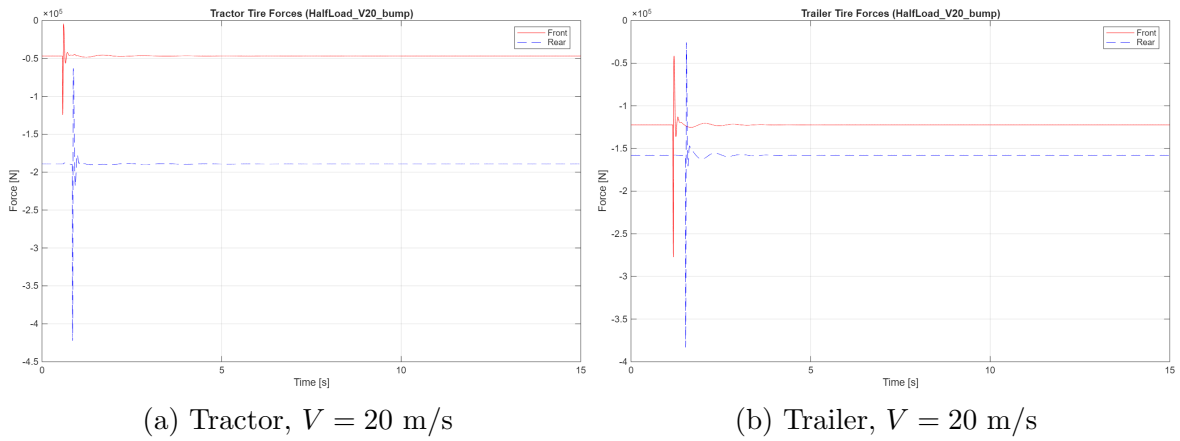 Tractor Tire Forces (HalfLoad_V20_bump)
×10⁵
0
-0.5
-1
-1.5
-2
-2.5
-3
-3.5
-4
-4.5
Force [N]
Front
Rear
0
5
10
15
Time [s]
(a) Tractor, V = 20 m/s
Trailer Tire Forces (HalfLoad_V20_bump)
×10⁵
0
-0.5
-1
-1.5
-2
-2.5
-3
-3.5
-4
Force [N]
Front
Rear
0
5
10
15
Time [s]
(b) Trailer, V = 20 m/s